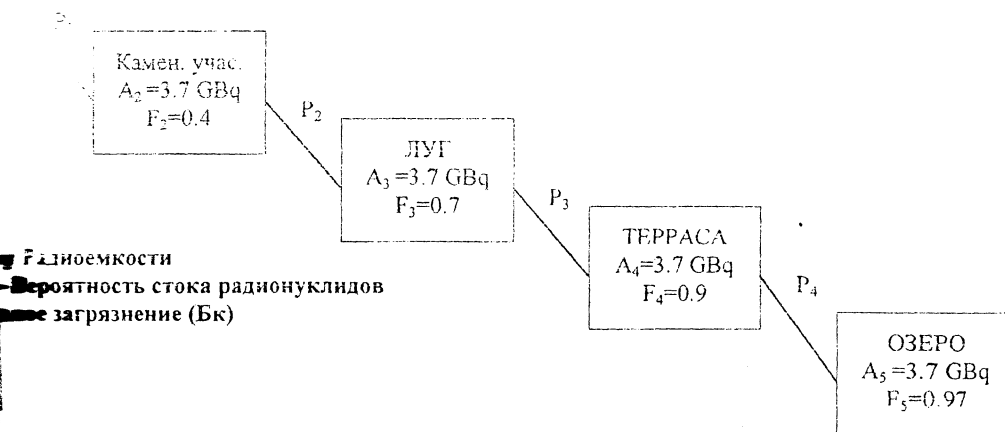 Камен. учас.
A₂=3.7 GBq
F₂=0.4
P₂
ЛУГ
A₃=3.7 GBq
F₃=0.7
P₃
ТЕРРАСА
A₄=3.7 GBq
F₄=0.9
P₄
ОЗЕРО
A₅=3.7 GBq
F₅=0.97
Радиоемкости
Вероятность стока радионуклидов
загрязнение (Бк)